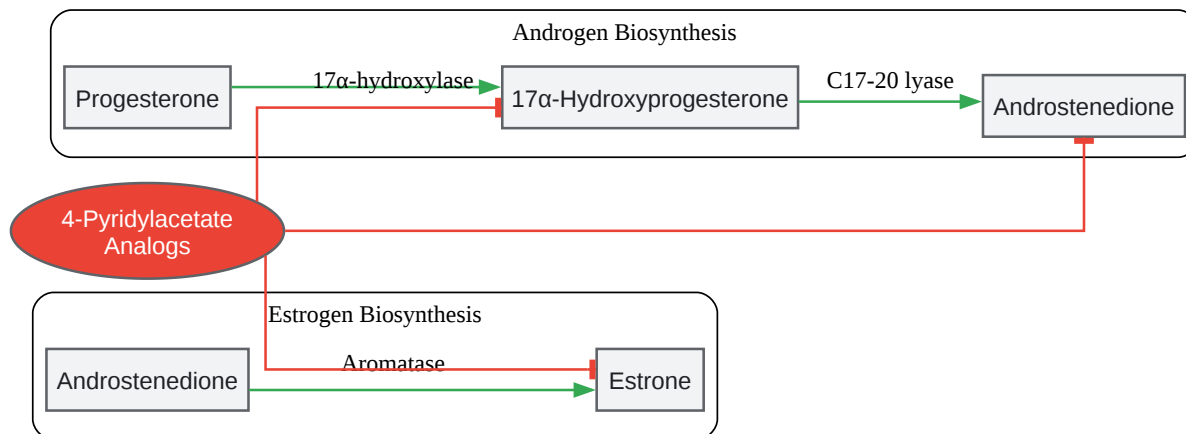 Androgen Biosynthesis
Progesterone
17α-hydroxylase
17α-Hydroxyprogesterone
C17-20 lyase
Androstenedione
4-Pyridylacetate
Analogs
Estrogen Biosynthesis
Androstenedione
Aromatase
Estrone